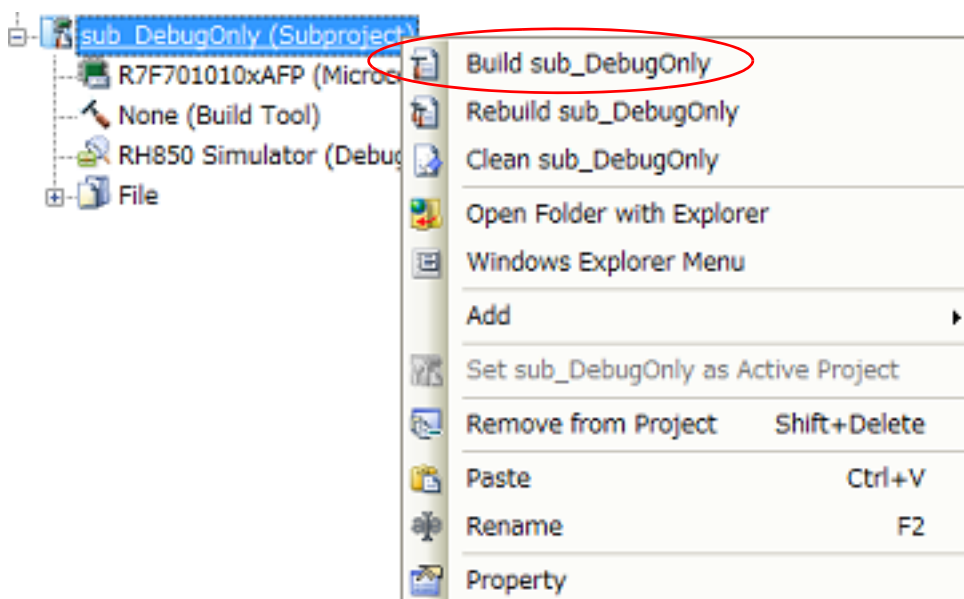 sub_DebugOnly (Subproject)
R7F701010xAFP (Microc
None (Build Tool)
RH850 Simulator (Debug
File
Build sub_DebugOnly
Rebuild sub_DebugOnly
Clean sub_DebugOnly
Open Folder with Explorer
Windows Explorer Menu
Add
Set sub_DebugOnly as Active Project
Remove from Project Shift+Delete
Paste Ctrl+V
Rename F2
Property